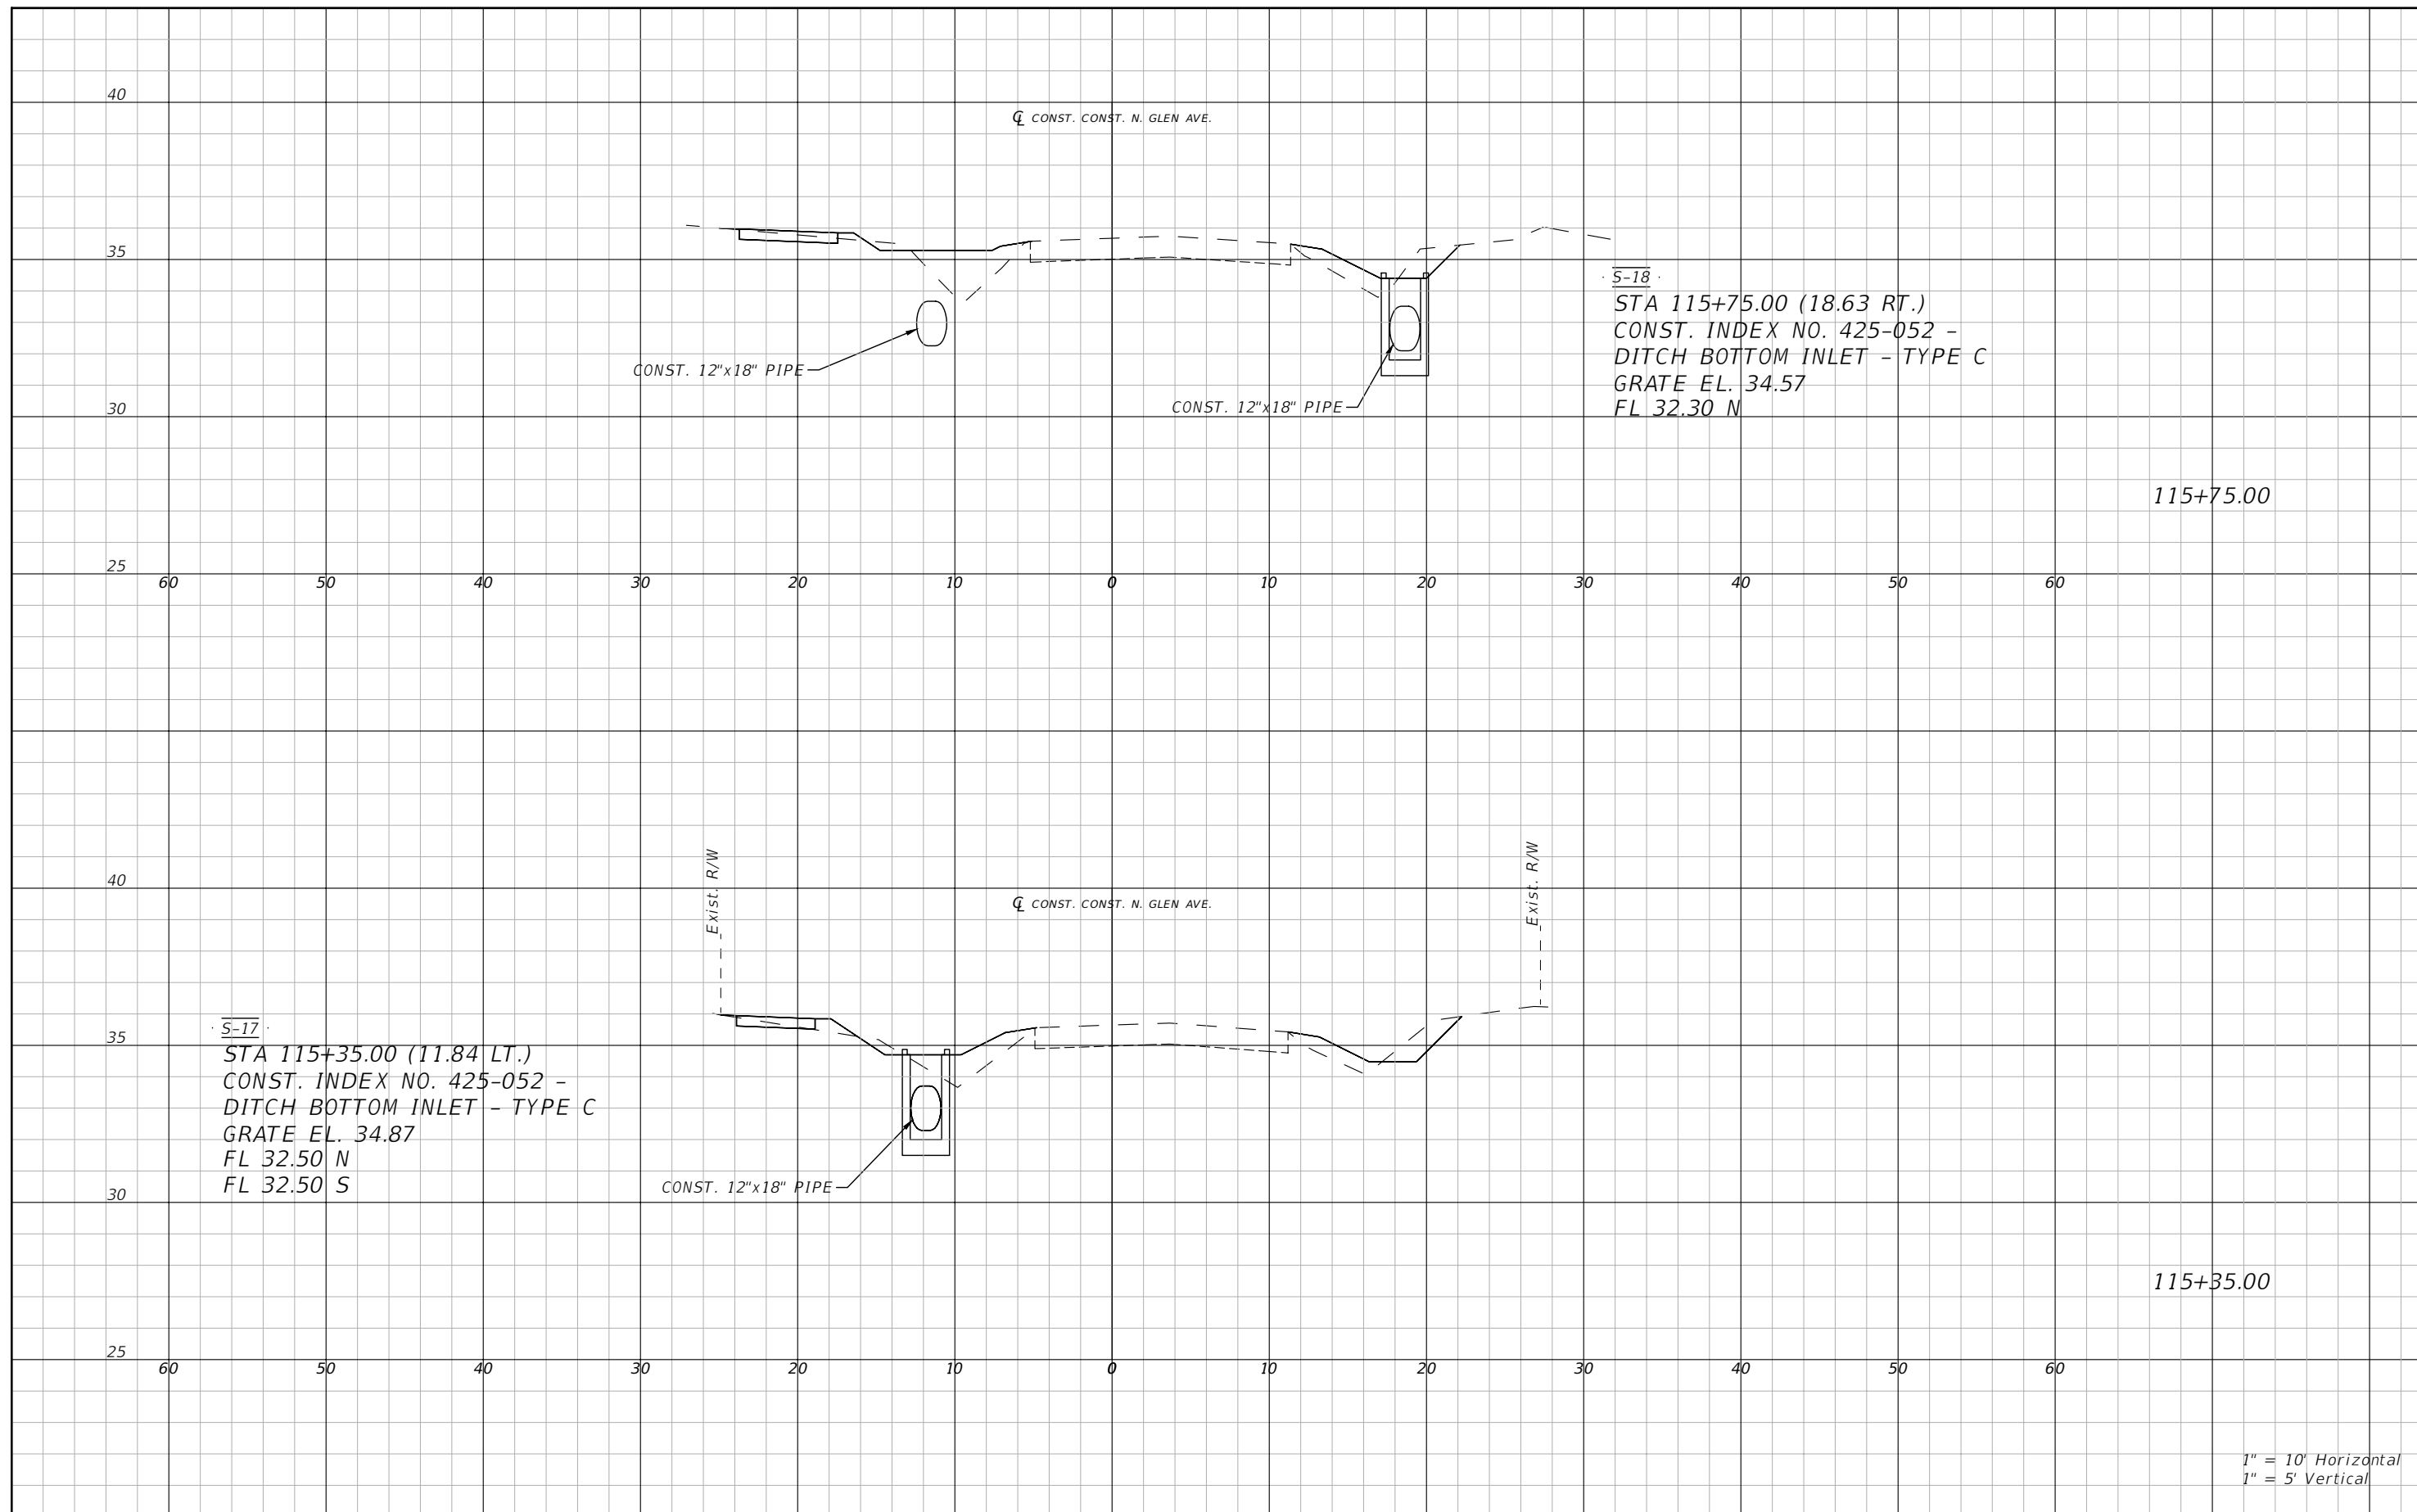 40
℄ CONST. CONST. N. GLEN AVE.
35
S-18
STA 115+75.00 (18.63 RT.)
CONST. INDEX NO. 425-052 -
DITCH BOTTOM INLET - TYPE C
GRATE EL. 34.57
FL 32.30 N
CONST. 12"x18" PIPE
CONST. 12"x18" PIPE
30
115+75.00
25
60 50 40 30 20 10 0 10 20 30 40 50 60
Exist. R/W
Exist. R/W
40
℄ CONST. CONST. N. GLEN AVE.
35
S-17
STA 115+35.00 (11.84 LT.)
CONST. INDEX NO. 425-052 -
DITCH BOTTOM INLET - TYPE C
GRATE EL. 34.87
FL 32.50 N
FL 32.50 S
CONST. 12"x18" PIPE
30
115+35.00
25
60 50 40 30 20 10 0 10 20 30 40 50 60
1" = 10' Horizontal
1" = 5' Vertical